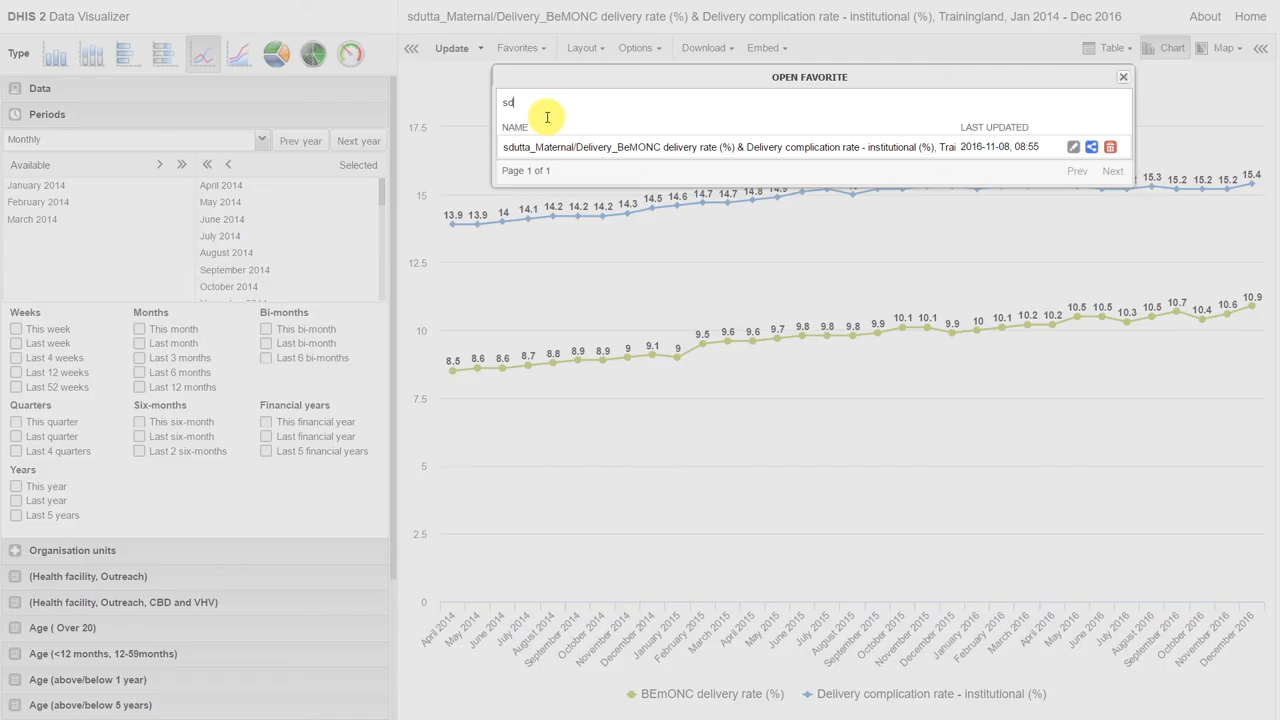 DHIS 2 Data Visualizer
sdutta_Maternal/Delivery_BeMONC delivery rate (%) & Delivery complication rate - institutional (%), Trainingland, Jan 2014 - Dec 2016
About Home
Type
Update Favorites Layout Options Download Embed Table Chart Map
Data
Periods
Monthly
Prev year Next year
Available Selected
January 2014
February 2014
March 2014
April 2014
May 2014
June 2014
July 2014
August 2014
September 2014
October 2014
Weeks
This week
Last week
Last 4 weeks
Last 12 weeks
Last 52 weeks
Months
This month
Last month
Last 3 months
Last 6 months
Last 12 months
Bi-months
This bi-month
Last bi-month
Last 6 bi-months
Quarters
This quarter
Last quarter
Last 4 quarters
Six-months
This six-month
Last six-month
Last 2 six-months
Financial years
This financial year
Last financial year
Last 5 financial years
Years
This year
Last year
Last 5 years
Organisation units
(Health facility, Outreach)
(Health facility, Outreach, CBD and VHV)
Age ( Over 20)
Age (<12 months, 12-59months)
Age (above/below 1 year)
Age (above/below 5 years)
OPEN FAVORITE
sd
NAME LAST UPDATED
sdutta_Maternal/Delivery_BeMONC delivery rate (%) & Delivery complication rate - institutional (%), Trai 2016-11-08, 08:55
Page 1 of 1 Prev Next
17.5
15
12.5
10
7.5
5
2.5
0
13.9 13.9 14 14.1 14.2 14.2 14.2 14.3 14.5 14.6 14.7 14.7 14.8 14.9 15.3 15.2 15.2 15.2 15.4
8.5 8.6 8.6 8.7 8.8 8.9 8.9 9 9.1 9 9.5 9.6 9.6 9.7 9.8 9.8 9.8 9.9 10.1 10.1 9.9 10 10.1 10.2 10.2 10.5 10.5 10.3 10.5 10.7 10.4 10.6 10.9
April 2014 May 2014 June 2014 July 2014 August 2014 September 2014 October 2014 November 2014 December 2014 January 2015 February 2015 March 2015 April 2015 May 2015 June 2015 July 2015 August 2015 September 2015 October 2015 November 2015 December 2015 January 2016 February 2016 March 2016 April 2016 May 2016 June 2016 July 2016 August 2016 September 2016 October 2016 November 2016 December 2016
BEmONC delivery rate (%) Delivery complication rate - institutional (%)